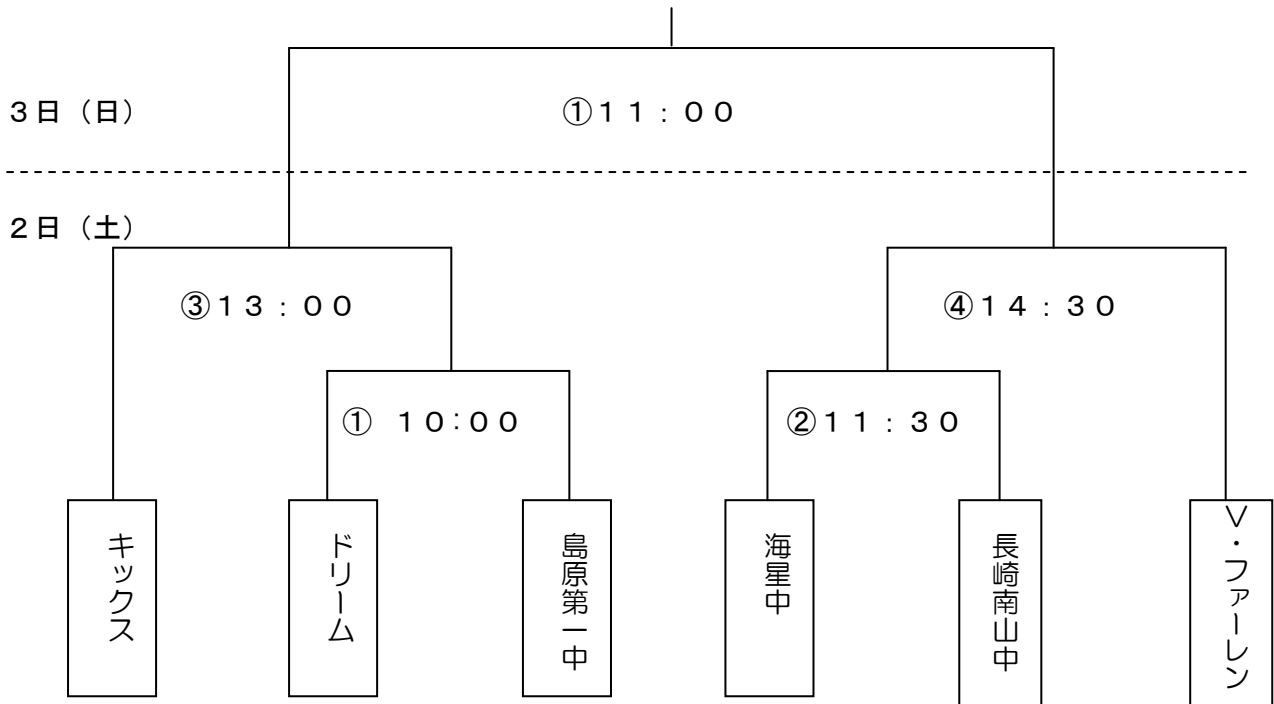 3日（日）
①11：00
2日（土）
③13：00
④14：30
① 10:00
②11：30
キックス
ドリーム
島原第一中
海星中
長崎南山中
V・ファーレン